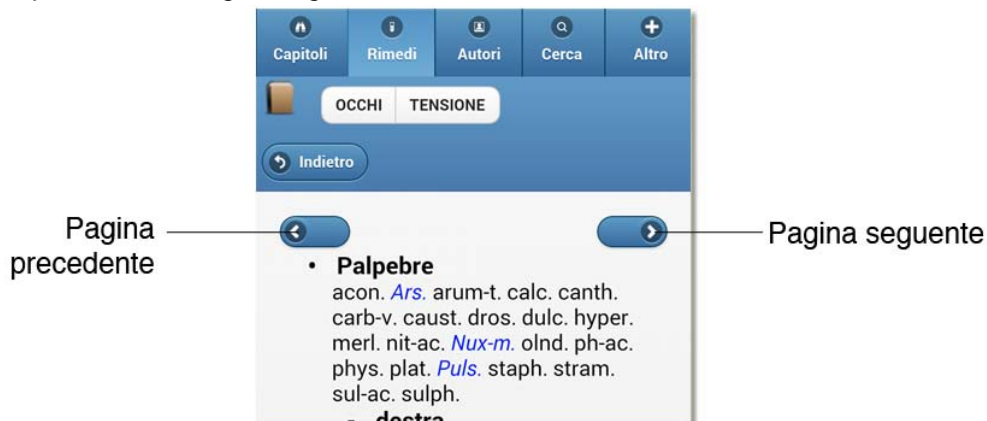 Capitoli Rimedi Autori Cerca Altro
OCCHI TENSIONE
Indietro
Pagina precedente
Pagina seguente
• Palpebre
acon. Ars. arum-t. calc. canth.
carb-v. caust. dros. dulc. hyper.
merl. nit-ac. Nux-m. olnd. ph-ac.
phys. plat. Puls. staph. stram.
sul-ac. sulph.
destra